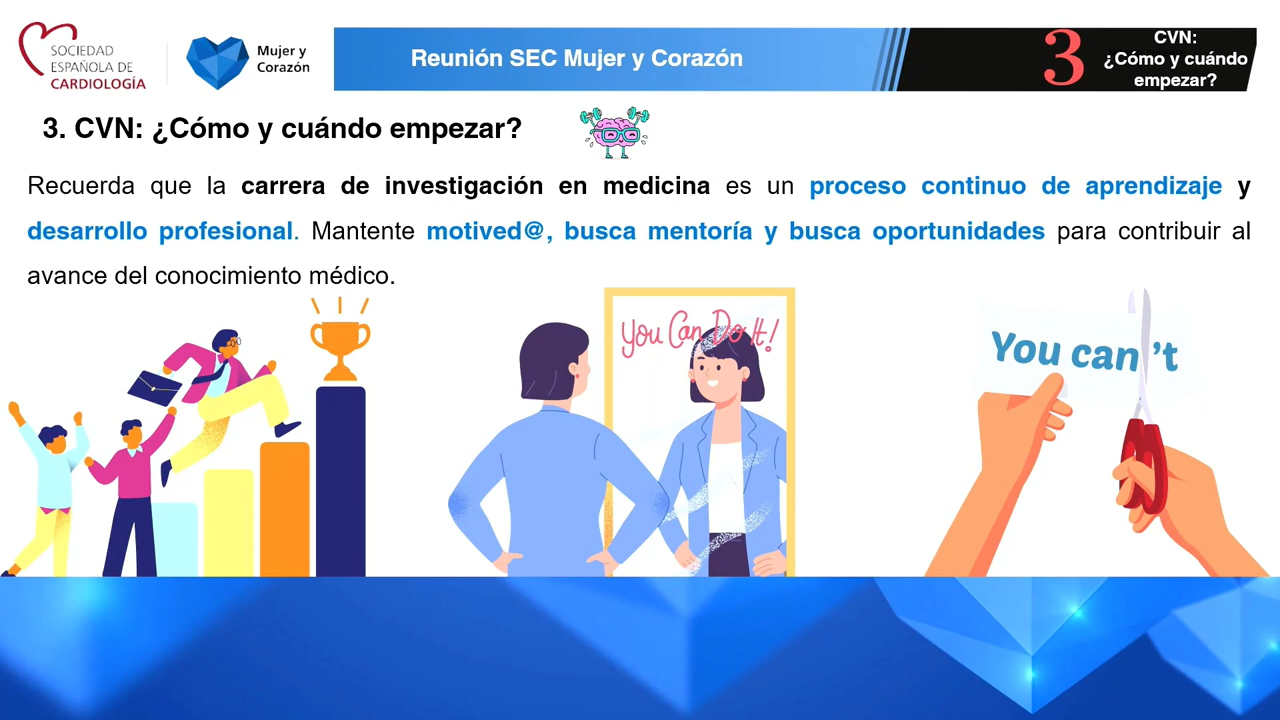 SOCIEDAD
ESPAÑOLA DE
CARDIOLOGÍA
Mujer y
Corazón
Reunión SEC Mujer y Corazón
3
CVN:
¿Cómo y cuándo
empezar?
3. CVN: ¿Cómo y cuándo empezar?
Recuerda que la carrera de investigación en medicina es un proceso continuo de aprendizaje y
desarrollo profesional. Mantente motived@, busca mentoría y busca oportunidades para contribuir al
avance del conocimiento médico.
You Can Do It!
You can't